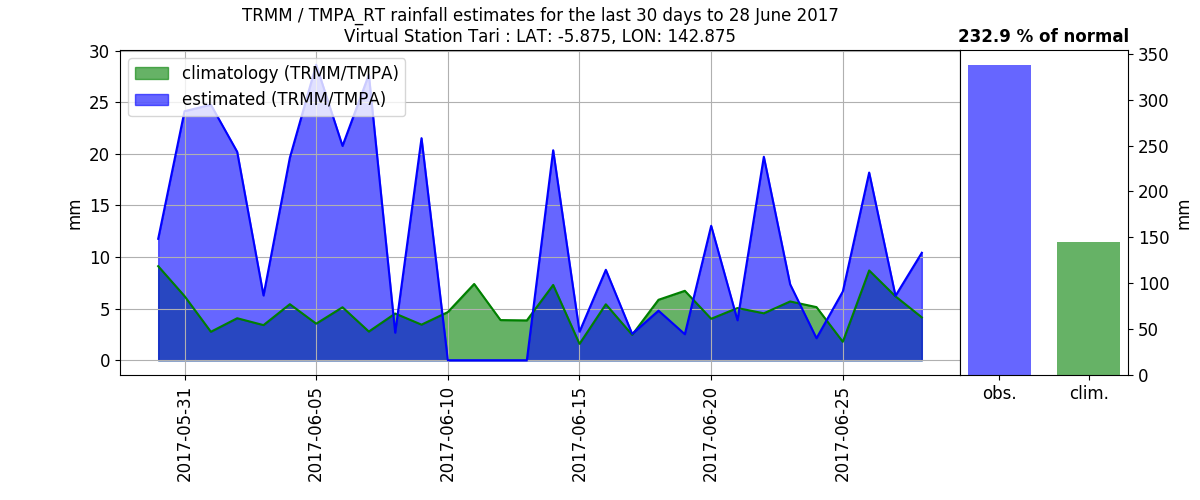 TRMM / TMPA_RT rainfall estimates for the last 30 days to 28 June 2017
Virtual Station Tari : LAT: -5.875, LON: 142.875
232.9 % of normal
climatology (TRMM/TMPA)
estimated (TRMM/TMPA)
30
25
20
15
10
5
0
mm
2017-05-31
2017-06-05
2017-06-10
2017-06-15
2017-06-20
2017-06-25
350
300
250
200
150
100
50
0
mm
obs.
clim.